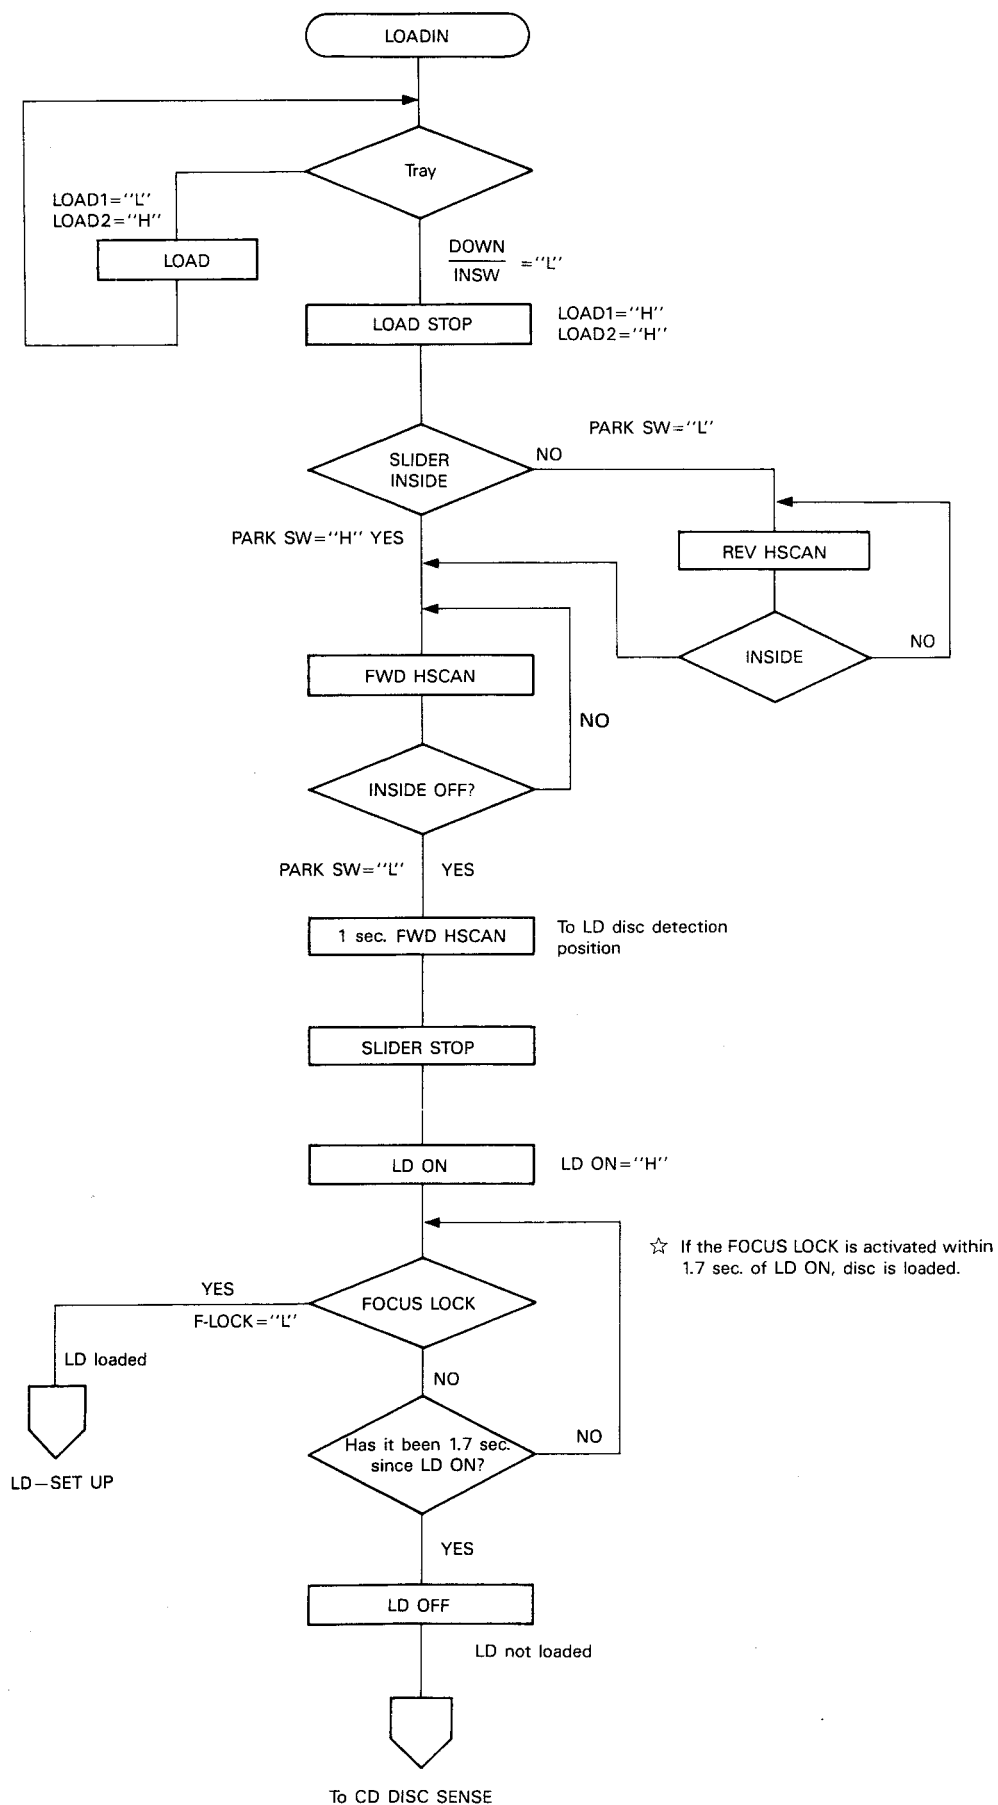 LOADIN
Tray
LOAD1="L"
LOAD2="H"
LOAD
DOWN
INSW
="L"
LOAD STOP
LOAD1="H"
LOAD2="H"
PARK SW="L"
SLIDER
INSIDE
NO
PARK SW="H" YES
REV HSCAN
INSIDE
NO
FWD HSCAN
NO
INSIDE OFF?
PARK SW="L" YES
1 sec. FWD HSCAN
To LD disc detection
position
SLIDER STOP
LD ON
LD ON="H"
☆ If the FOCUS LOCK is activated within
1.7 sec. of LD ON, disc is loaded.
YES
FOCUS LOCK
F-LOCK="L"
LD loaded
NO
Has it been 1.7 sec.
since LD ON?
NO
LD–SET UP
YES
LD OFF
LD not loaded
To CD DISC SENSE